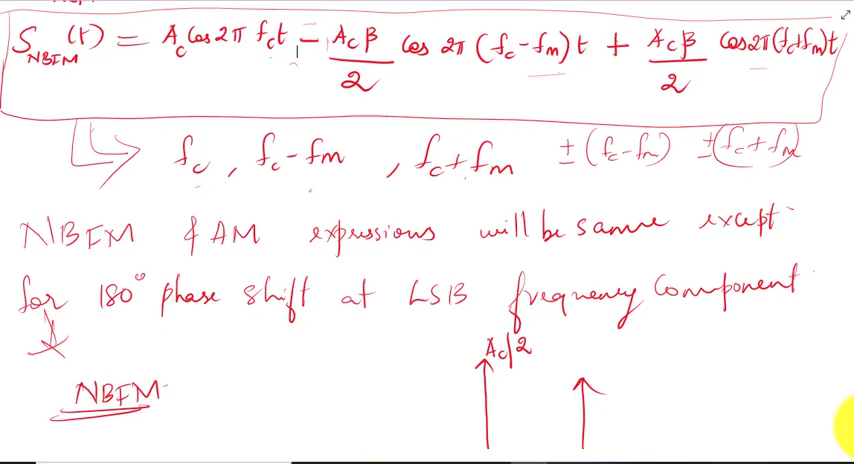 S_NBFM (t) = A_c cos 2π f_c t − A_c β / 2 cos 2π (f_c − f_m) t + A_c β / 2 cos 2π (f_c + f_m) t
f_c , f_c − f_m , f_c + f_m ± (f_c − f_m) ± (f_c + f_m)
NBFM & AM expressions will be same except
for 180° phase shift at LSB frequency component
A_c/2
NBFM